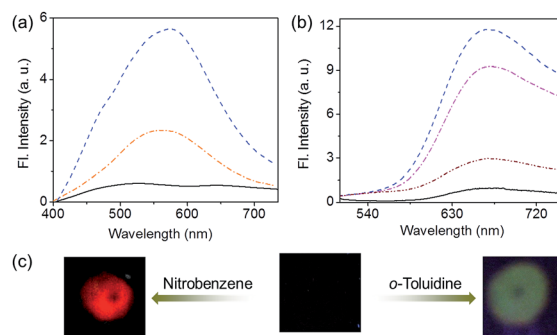 (a)
6
4
2
0
Fl. Intensity (a. u.)
400 500 600 700
Wavelength (nm)
(b)
12
9
6
3
0
Fl. Intensity (a. u.)
540 630 720
Wavelength (nm)
(c)
Nitrobenzene o-Toluidine